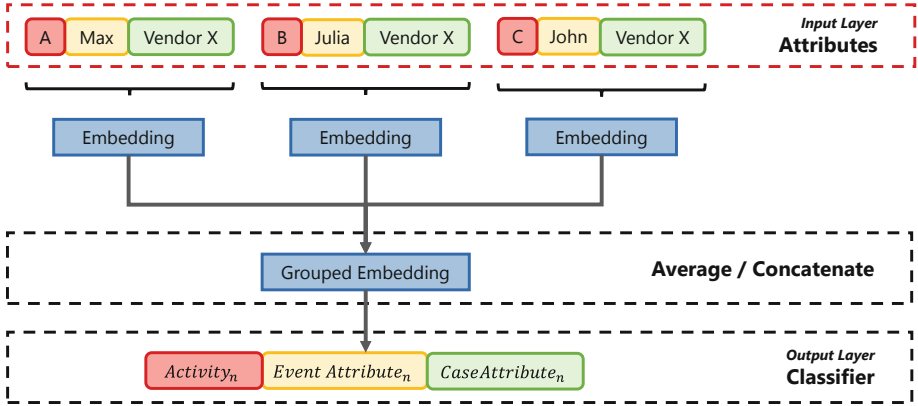 A Max Vendor X B Julia Vendor X C John Vendor X Input Layer
Attributes
Embedding Embedding Embedding
Grouped Embedding Average / Concatenate
Output Layer
Activityₙ Event Attributeₙ CaseAttributeₙ Classifier